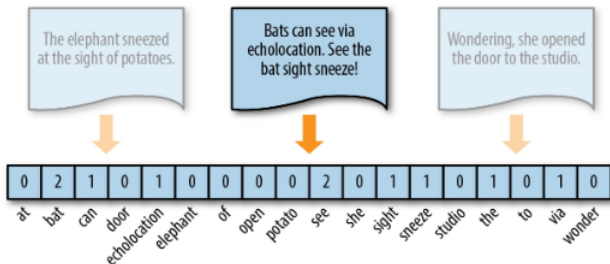 The elephant sneezed
at the sight of potatoes.
Bats can see via
echolocation. See the
bat sight sneeze!
Wondering, she opened
the door to the studio.
0 2 1 0 1 0 0 0 0 2 0 1 1 0 1 0 1 0
at bat can door echolocation elephant of open potato see she sight sneeze studio the to via wonder